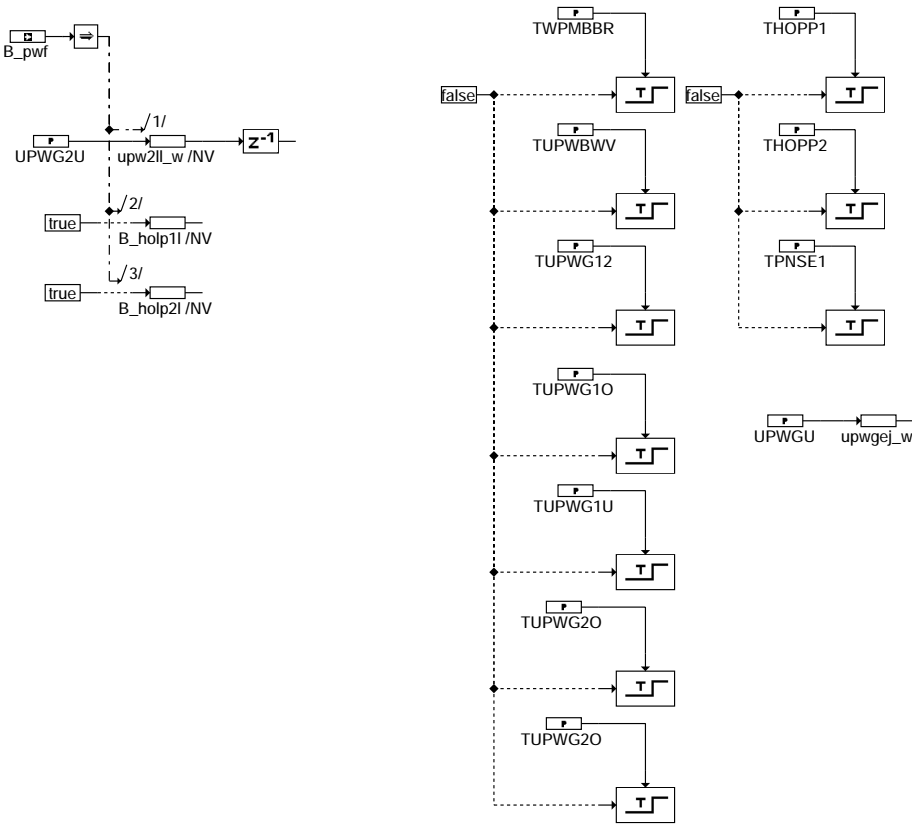 B_pwf
⇒
/1/
P
UPWG2U
upw2ll_w /NV
z-1
/2/
true
B_holp1l /NV
/3/
true
B_holp2l /NV
P
TWPMBBR
false
T
P
TUPWBWV
T
P
TUPWG12
T
P
TUPWG1O
T
P
TUPWG1U
T
P
TUPWG2O
T
P
TUPWG2O
T
P
THOPP1
false
T
P
THOPP2
T
P
TPNSE1
T
P
UPWGU
upwgej_w